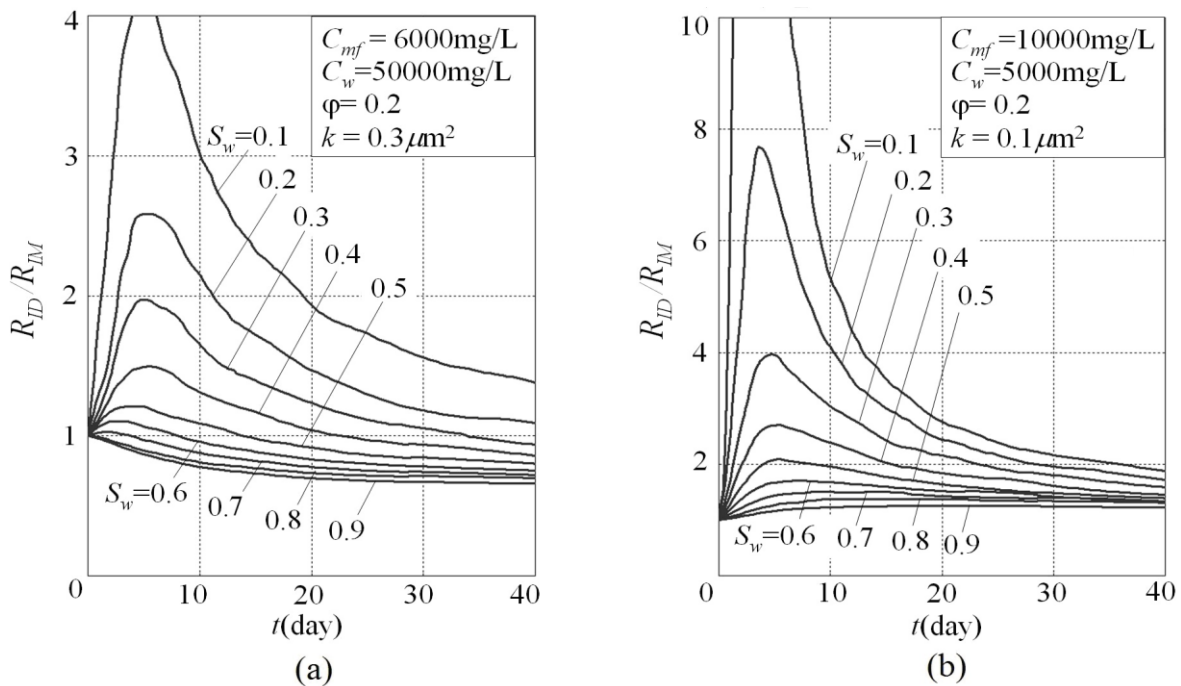 C_mf = 6000mg/L
C_w=50000mg/L
φ= 0.2
k = 0.3μm²
S_w=0.1
0.2
0.3
0.4
0.5
S_w=0.6
0.7
0.8
0.9
4
3
2
1
0
R_ID/R_IM
0 10 20 30 40
t(day)
(a)
C_mf =10000mg/L
C_w=5000mg/L
φ= 0.2
k = 0.1μm²
S_w=0.1
0.2
0.3
0.4
0.5
S_w=0.6
0.7
0.8
0.9
10
8
6
4
2
R_ID/R_IM
0 10 20 30 40
t(day)
(b)